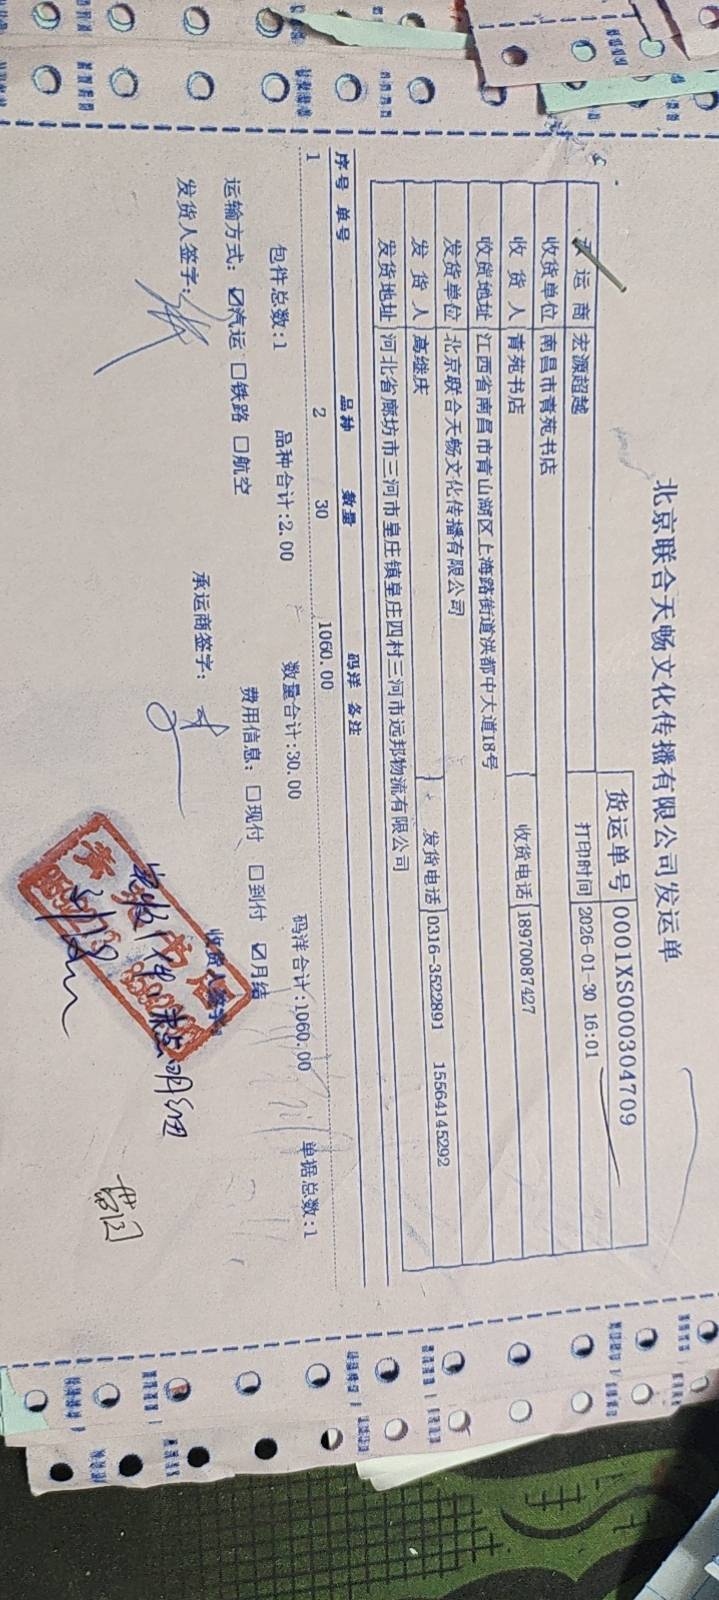 北京联合天畅文化传播有限公司发运单
货运单号 0001XS000304709
承运商 宏源超越 打印时间 2026-01-30 16:01
收货单位 南昌市青苑书店
收货人 青苑书店 收货电话 18970087427
收货地址 江西省南昌市青山湖区上海路街道洪都中大道18号
发货单位 北京联合天畅文化传播有限公司
发货人 高继庆 发货电话 0316-3522891 15564145292
发货地址 河北省廊坊市三河市皇庄镇皇庄四村三河市远邦物流有限公司
序号 单号 品种 数量 码洋 备注
1 2 30 1060.00
包件总数:1 品种合计:2.00 数量合计:30.00 码洋合计:1060.00 单据总数:1
运输方式: ☑汽运 □铁路 □航空 费用信息: □现付 □到付 ☑月结
发货人签字: 承运商签字: 收货人签字:
未点明细